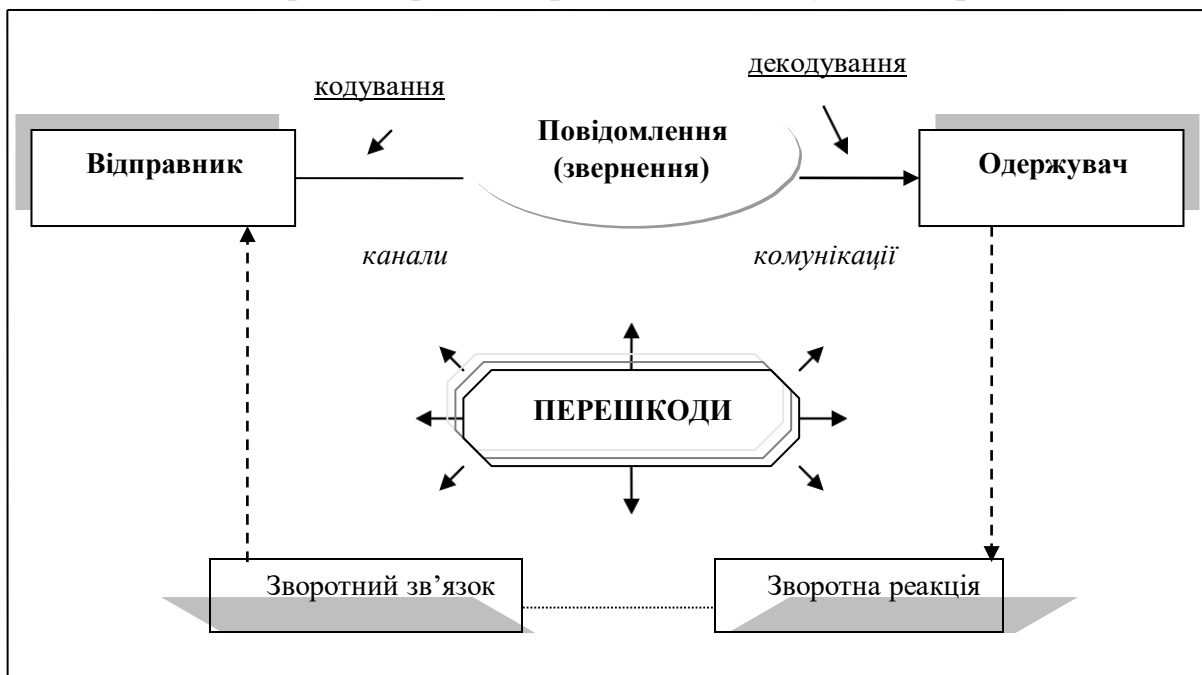 декодування
кодування
Повідомлення
(звернення)
Відправник
Одержувач
канали
комунікації
ПЕРЕШКОДИ
Зворотний зв’язок
Зворотна реакція